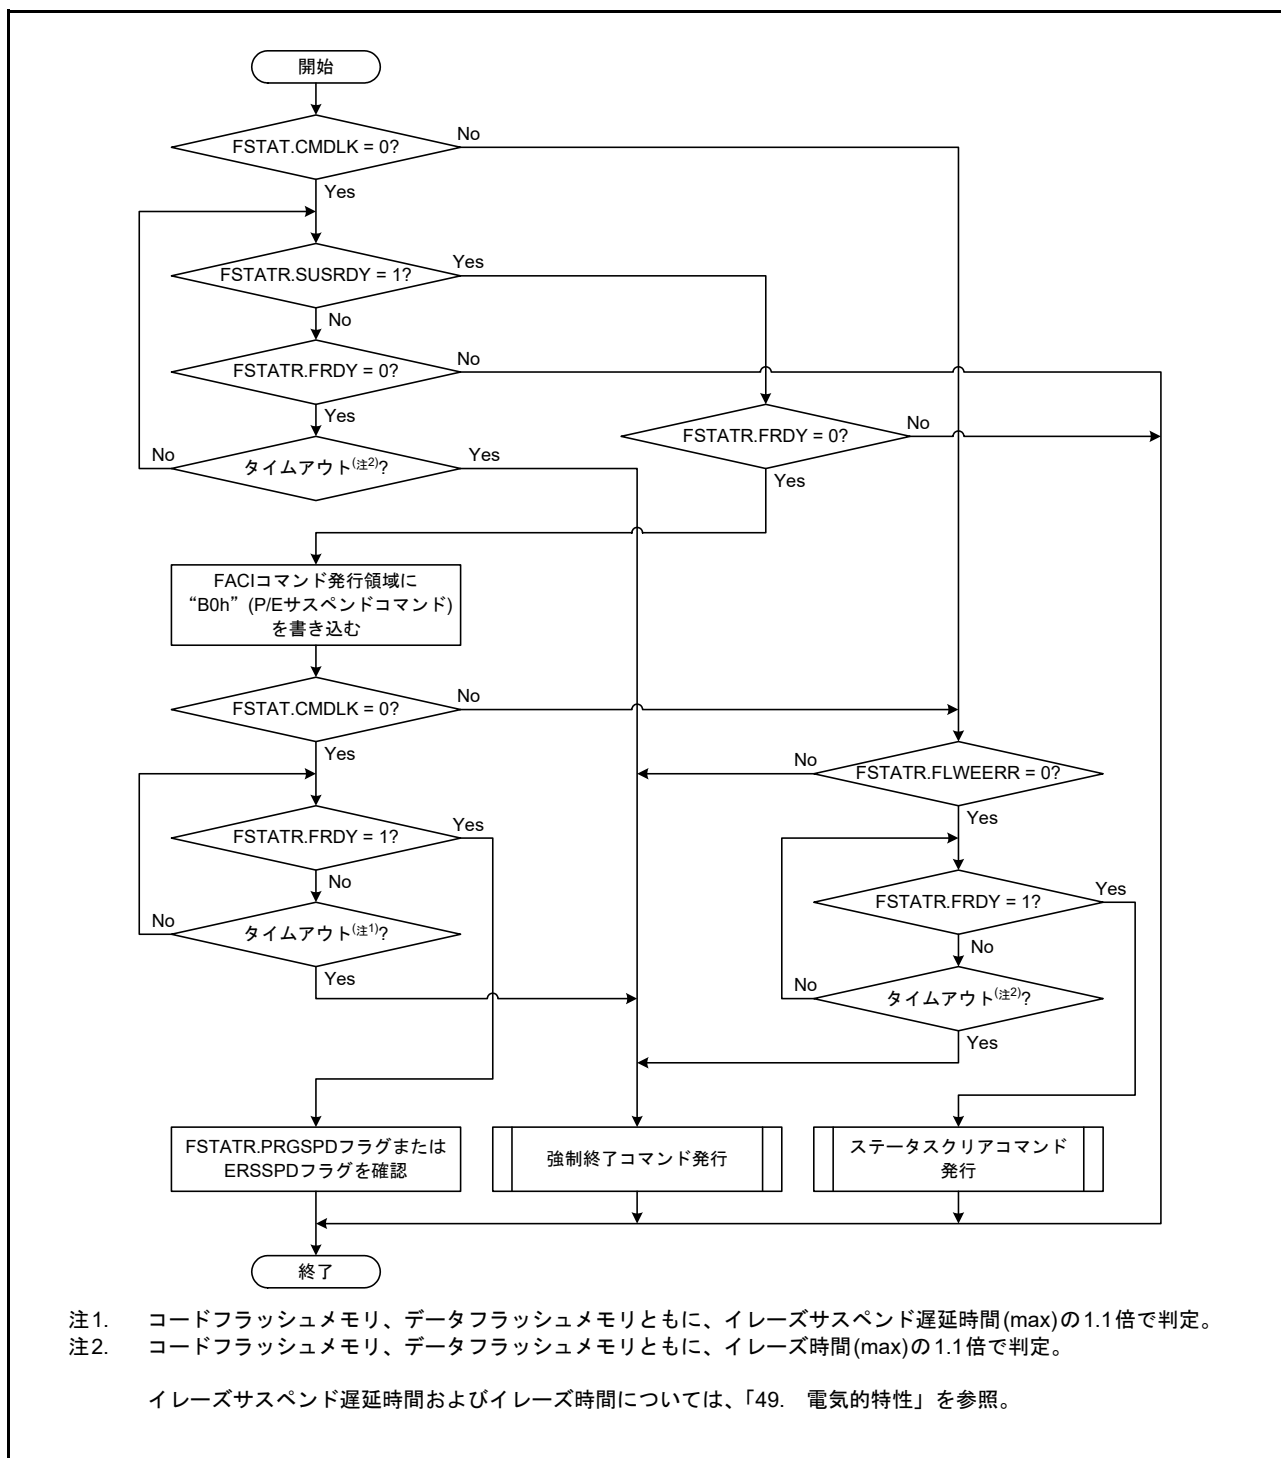 開始
FSTAT.CMDLK = 0?
No
Yes
FSTATR.SUSRDY = 1?
Yes
No
FSTATR.FRDY = 0?
No
Yes
FSTATR.FRDY = 0?
No
Yes
タイムアウト(注2)?
No
Yes
FACIコマンド発行領域に
“B0h” (P/Eサスペンドコマンド)
を書き込む
FSTAT.CMDLK = 0?
No
Yes
FSTATR.FLWEERR = 0?
No
Yes
FSTATR.FRDY = 1?
Yes
No
FSTATR.FRDY = 1?
Yes
No
タイムアウト(注1)?
No
Yes
タイムアウト(注2)?
No
Yes
FSTATR.PRGSPDフラグまたは
ERSSPDフラグを確認
強制終了コマンド発行
ステータスクリアコマンド
発行
終了
注1. コードフラッシュメモリ、データフラッシュメモリともに、イレーズサスペンド遅延時間(max)の1.1倍で判定。
注2. コードフラッシュメモリ、データフラッシュメモリともに、イレーズ時間(max)の1.1倍で判定。
イレーズサスペンド遅延時間およびイレーズ時間については、「49. 電気的特性」を参照。